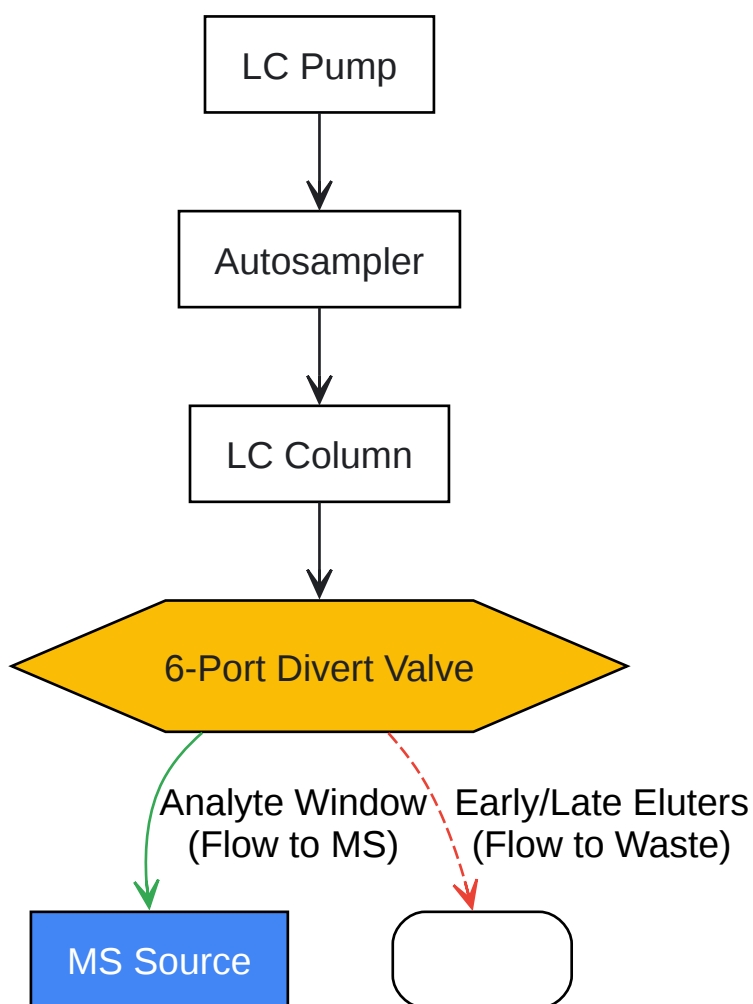 LC Pump
Autosampler
LC Column
6-Port Divert Valve
Analyte Window
(Flow to MS)
Early/Late Eluters
(Flow to Waste)
MS Source